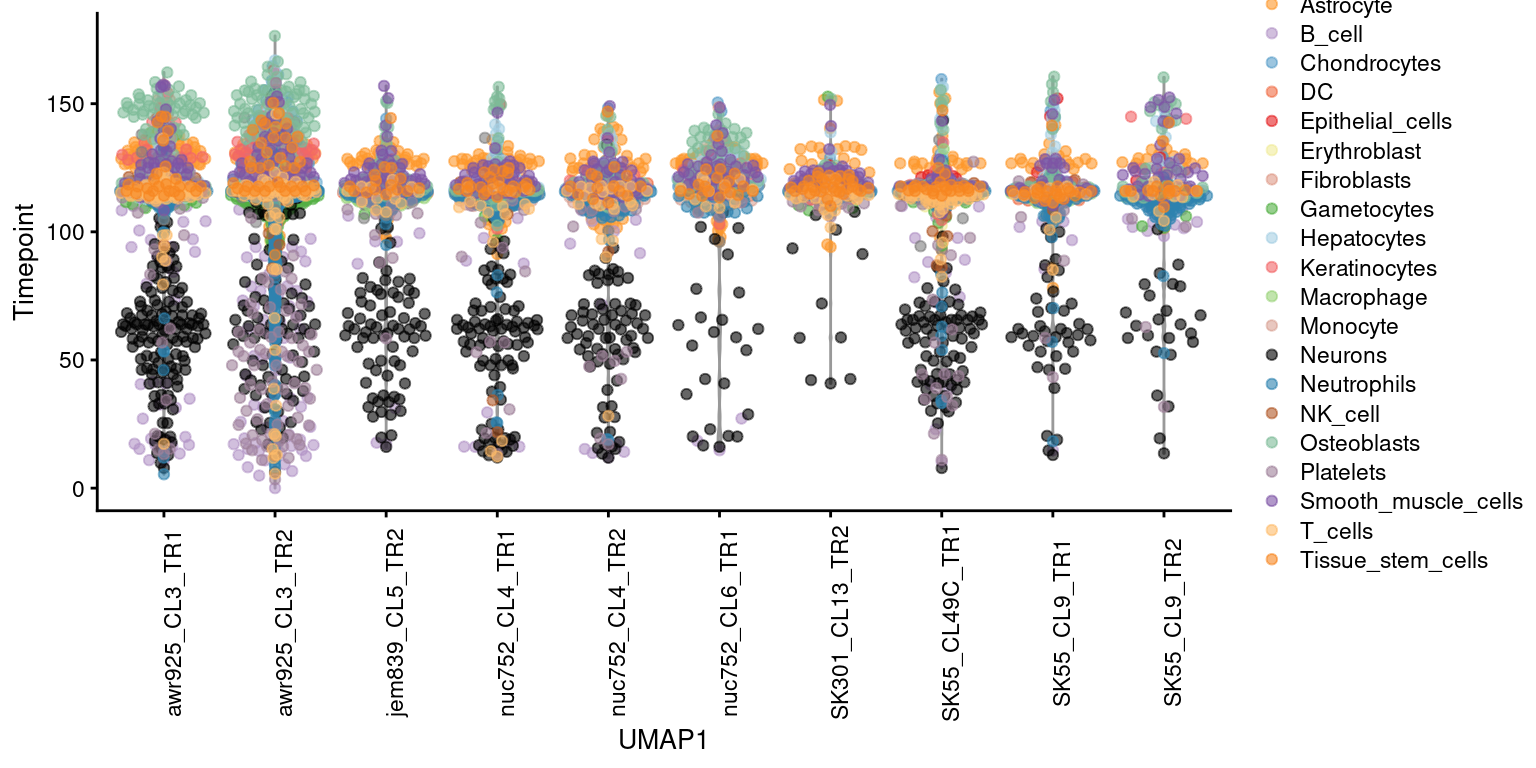 Timepoint
150
100
50
0
awr925_CL3_TR1
awr925_CL3_TR2
jem839_CL5_TR2
nuc752_CL4_TR1
nuc752_CL4_TR2
nuc752_CL6_TR1
SK301_CL13_TR2
SK55_CL49C_TR1
SK55_CL9_TR1
SK55_CL9_TR2
UMAP1
Astrocyte
B_cell
Chondrocytes
DC
Epithelial_cells
Erythroblast
Fibroblasts
Gametocytes
Hepatocytes
Keratinocytes
Macrophage
Monocyte
Neurons
Neutrophils
NK_cell
Osteoblasts
Platelets
Smooth_muscle_cells
T_cells
Tissue_stem_cells